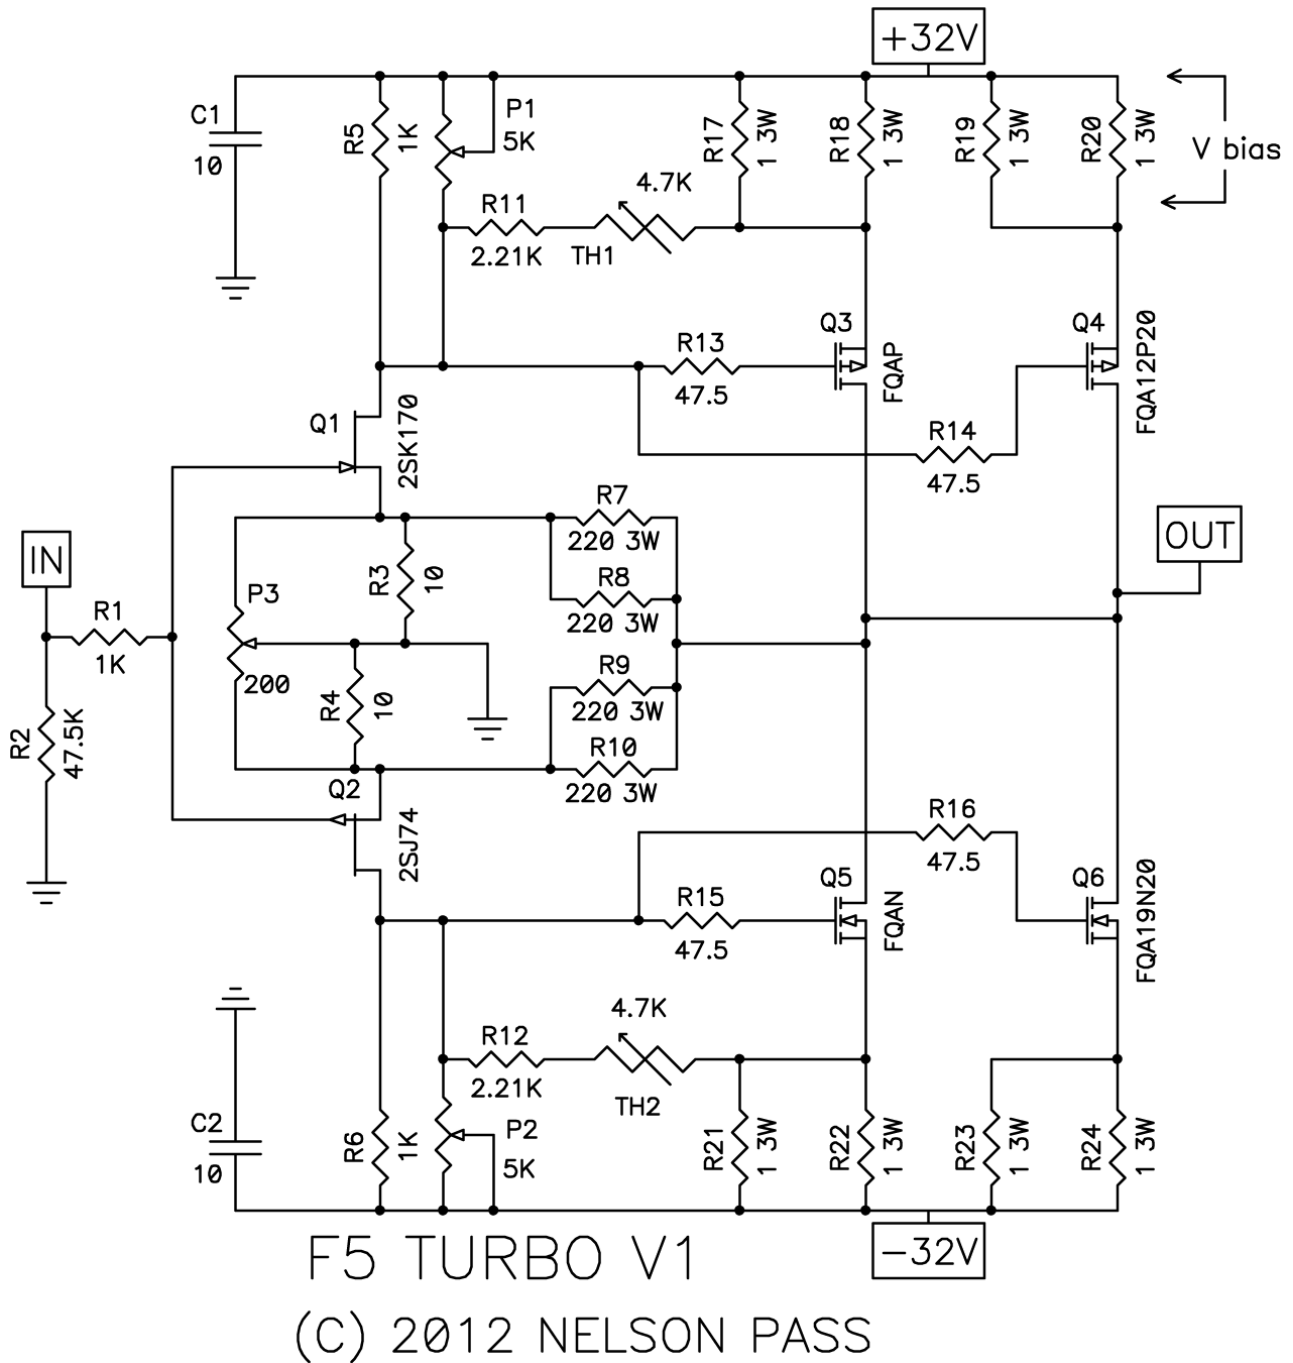 +32V
C1
10
R5
1K
P1
5K
R17
1 3W
R18
1 3W
R19
1 3W
R20
1 3W
V bias
R11
2.21K
4.7K
TH1
Q3
FQAP
Q4
FQA12P20
R13
47.5
R14
47.5
Q1
2SK170
R7
220 3W
R8
220 3W
R9
220 3W
R10
220 3W
OUT
IN
R1
1K
P3
200
R3
10
R4
10
R2
47.5K
Q2
2SJ74
R16
47.5
R15
47.5
Q5
FQAN
Q6
FQA19N20
4.7K
R12
2.21K
TH2
C2
10
R6
1K
P2
5K
R21
1 3W
R22
1 3W
R23
1 3W
R24
1 3W
-32V
F5 TURBO V1
(C) 2012 NELSON PASS